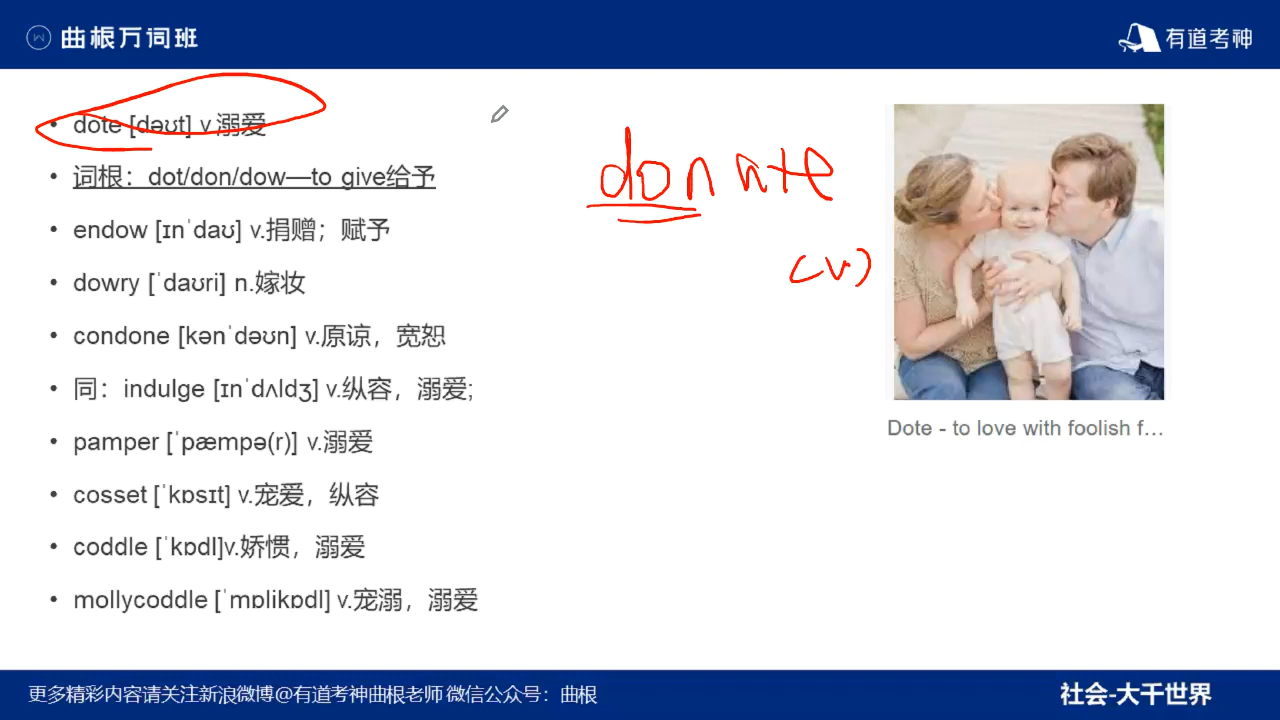 曲根万词班
有道考神
dote [dəʊt] v.溺爱
词根：dot/don/dow—to give给予
donate
(v)
endow [ɪnˈdaʊ] v.捐赠；赋予
dowry [ˈdaʊri] n.嫁妆
condone [kənˈdəʊn] v.原谅，宽恕
同：indulge [ɪnˈdʌldʒ] v.纵容，溺爱;
pamper [ˈpæmpə(r)] v.溺爱
cosset [ˈkɒsɪt] v.宠爱，纵容
coddle [ˈkɒdl]v.娇惯，溺爱
mollycoddle [ˈmɒlikɒdl] v.宠溺，溺爱
Dote - to love with foolish f…
更多精彩内容请关注新浪微博@有道考神曲根老师 微信公众号：曲根
社会-大千世界